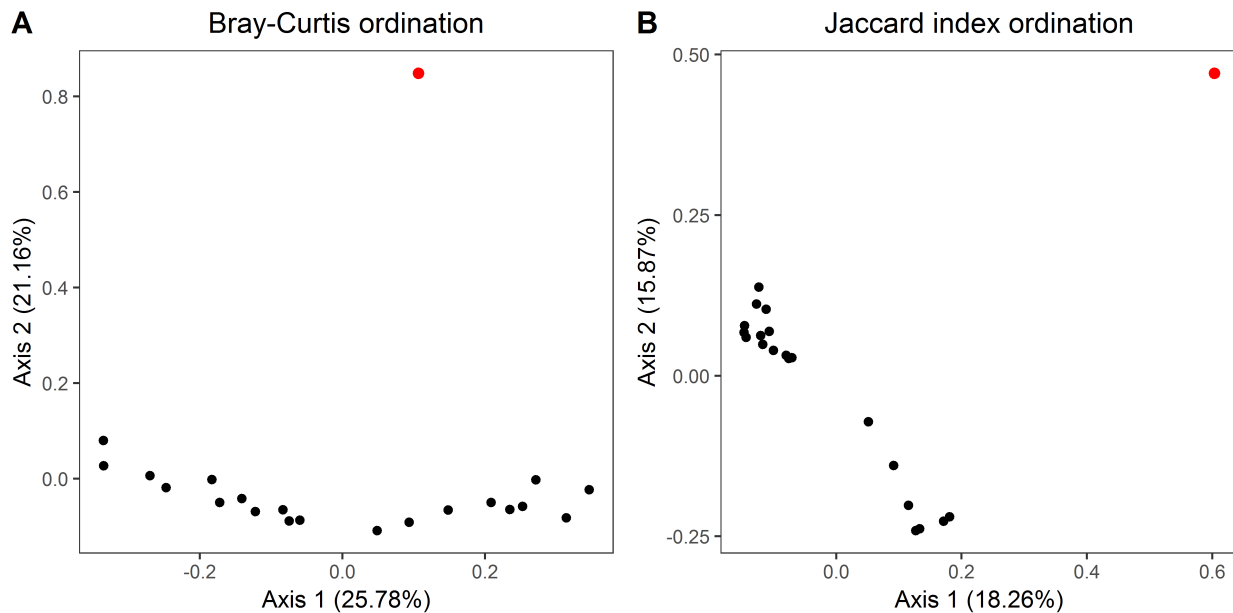 A Bray-Curtis ordination
Axis 2 (21.16%)
0.8
0.6
0.4
0.2
0.0
-0.2 0.0 0.2
Axis 1 (25.78%)
B Jaccard index ordination
Axis 2 (15.87%)
0.50
0.25
0.00
-0.25
0.0 0.2 0.4 0.6
Axis 1 (18.26%)